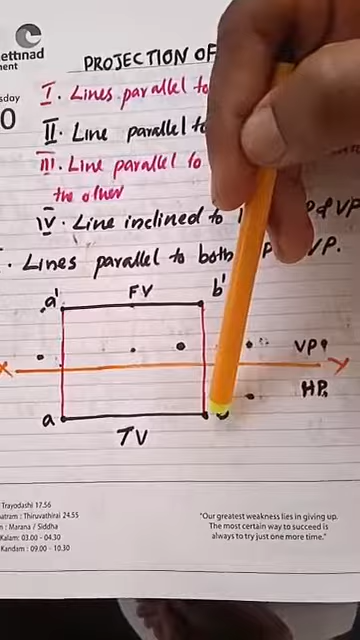 ettinad
ment
sday
0
PROJECTION OF
I. Lines parallel to
II. Line parallel to
III. Line parallel to
the other
IV. Line inclined to
P & VP
. Lines parallel to both P VP.
a' FV b'
VP
X Y
HP
a
TV
Trayodashi 17.56
atram : Thiruvathirai 24.55
n : Marana / Siddha
Kalam: 03.00 - 04.30
Kandam : 09.00 - 10.30
"Our greatest weakness lies in giving up.
The most certain way to succeed is
always to try just one more time."